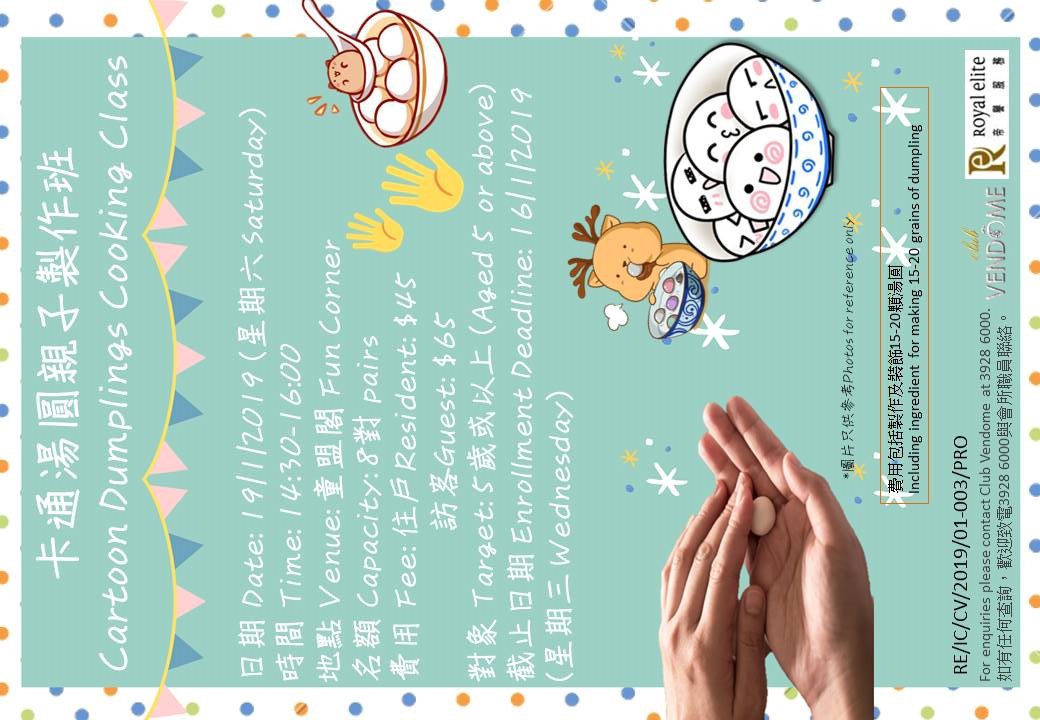 卡通湯圓親子製作班
Cartoon Dumplings Cooking Class
日期 Date: 19/1/2019 (星期六 Saturday)
時間 Time: 14:30-16:00
地點 Venue: 童盟閣 Fun Corner
名額 Capacity: 8對 pairs
費用 Fee: 住戶Resident: $45
訪客Guest: $65
對象 Target: 5歲或以上 (Aged 5 or above)
截止日期 Enrollment Deadline: 16/1/2019
(星期三 Wednesday)
*圖片只供參考Photos for reference only
費用包括製作及裝飾15-20顆湯圓
Including ingredient for making 15-20 grains of dumpling
RE/IC/CV/2019/01-003/PRO
For enquiries please contact Club Vendome at 3928 6000.
如有任何查詢，歡迎致電3928 6000與會所職員聯絡。
club
VENDÔME
Royal elite
帝譽服務